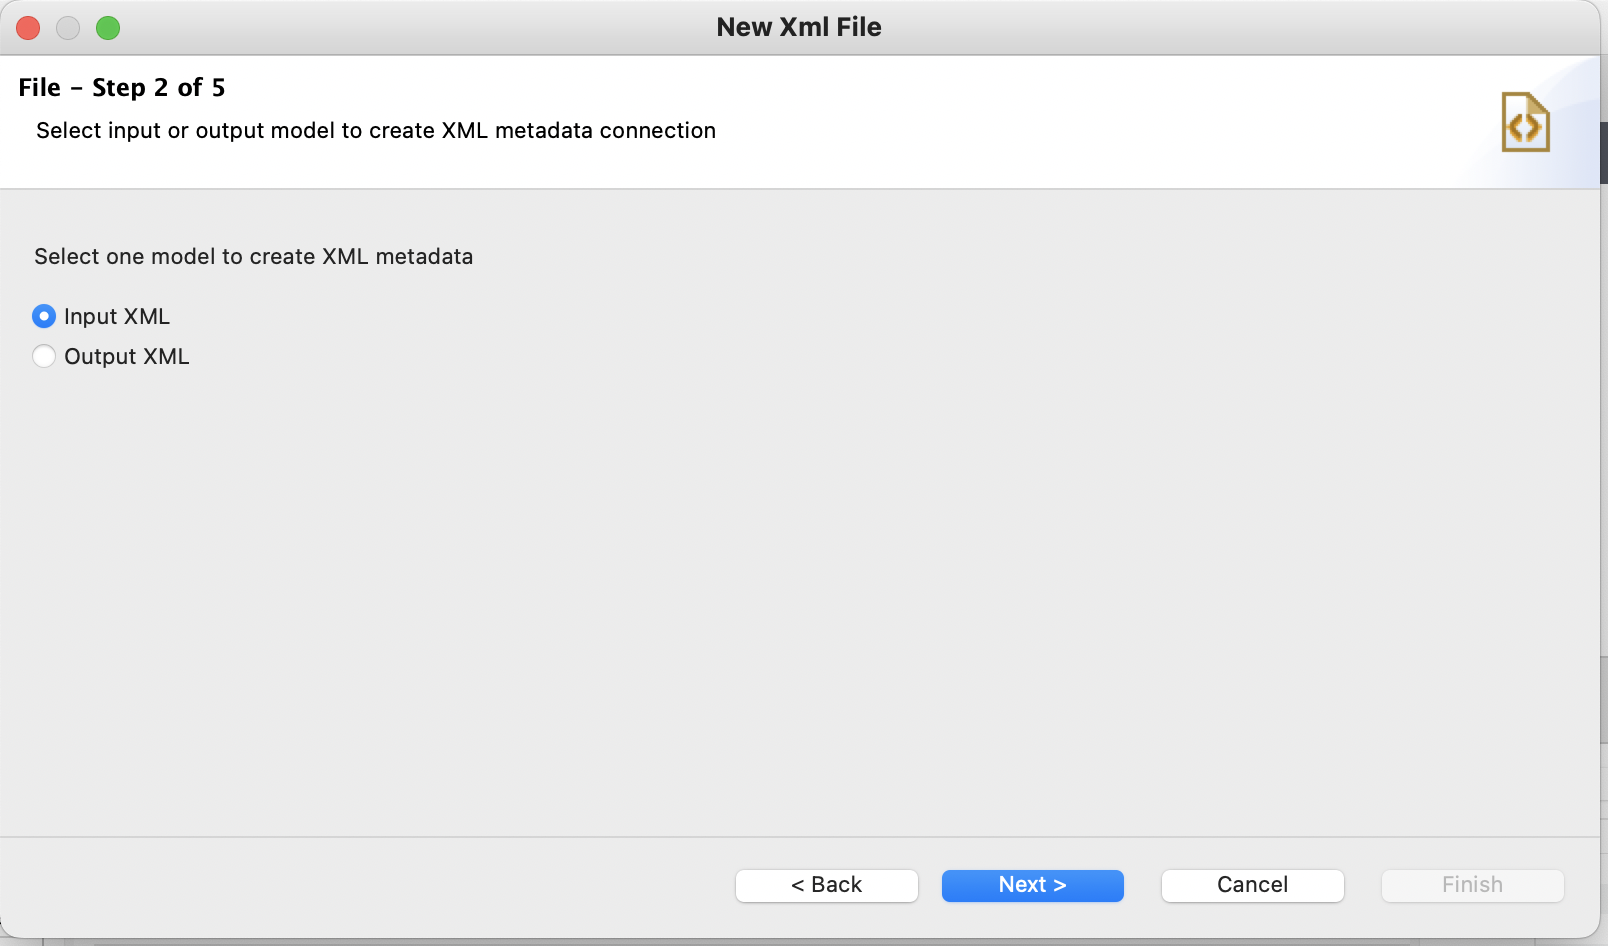 New Xml File
File - Step 2 of 5
Select input or output model to create XML metadata connection
Select one model to create XML metadata
Input XML
Output XML
< Back
Next >
Cancel
Finish